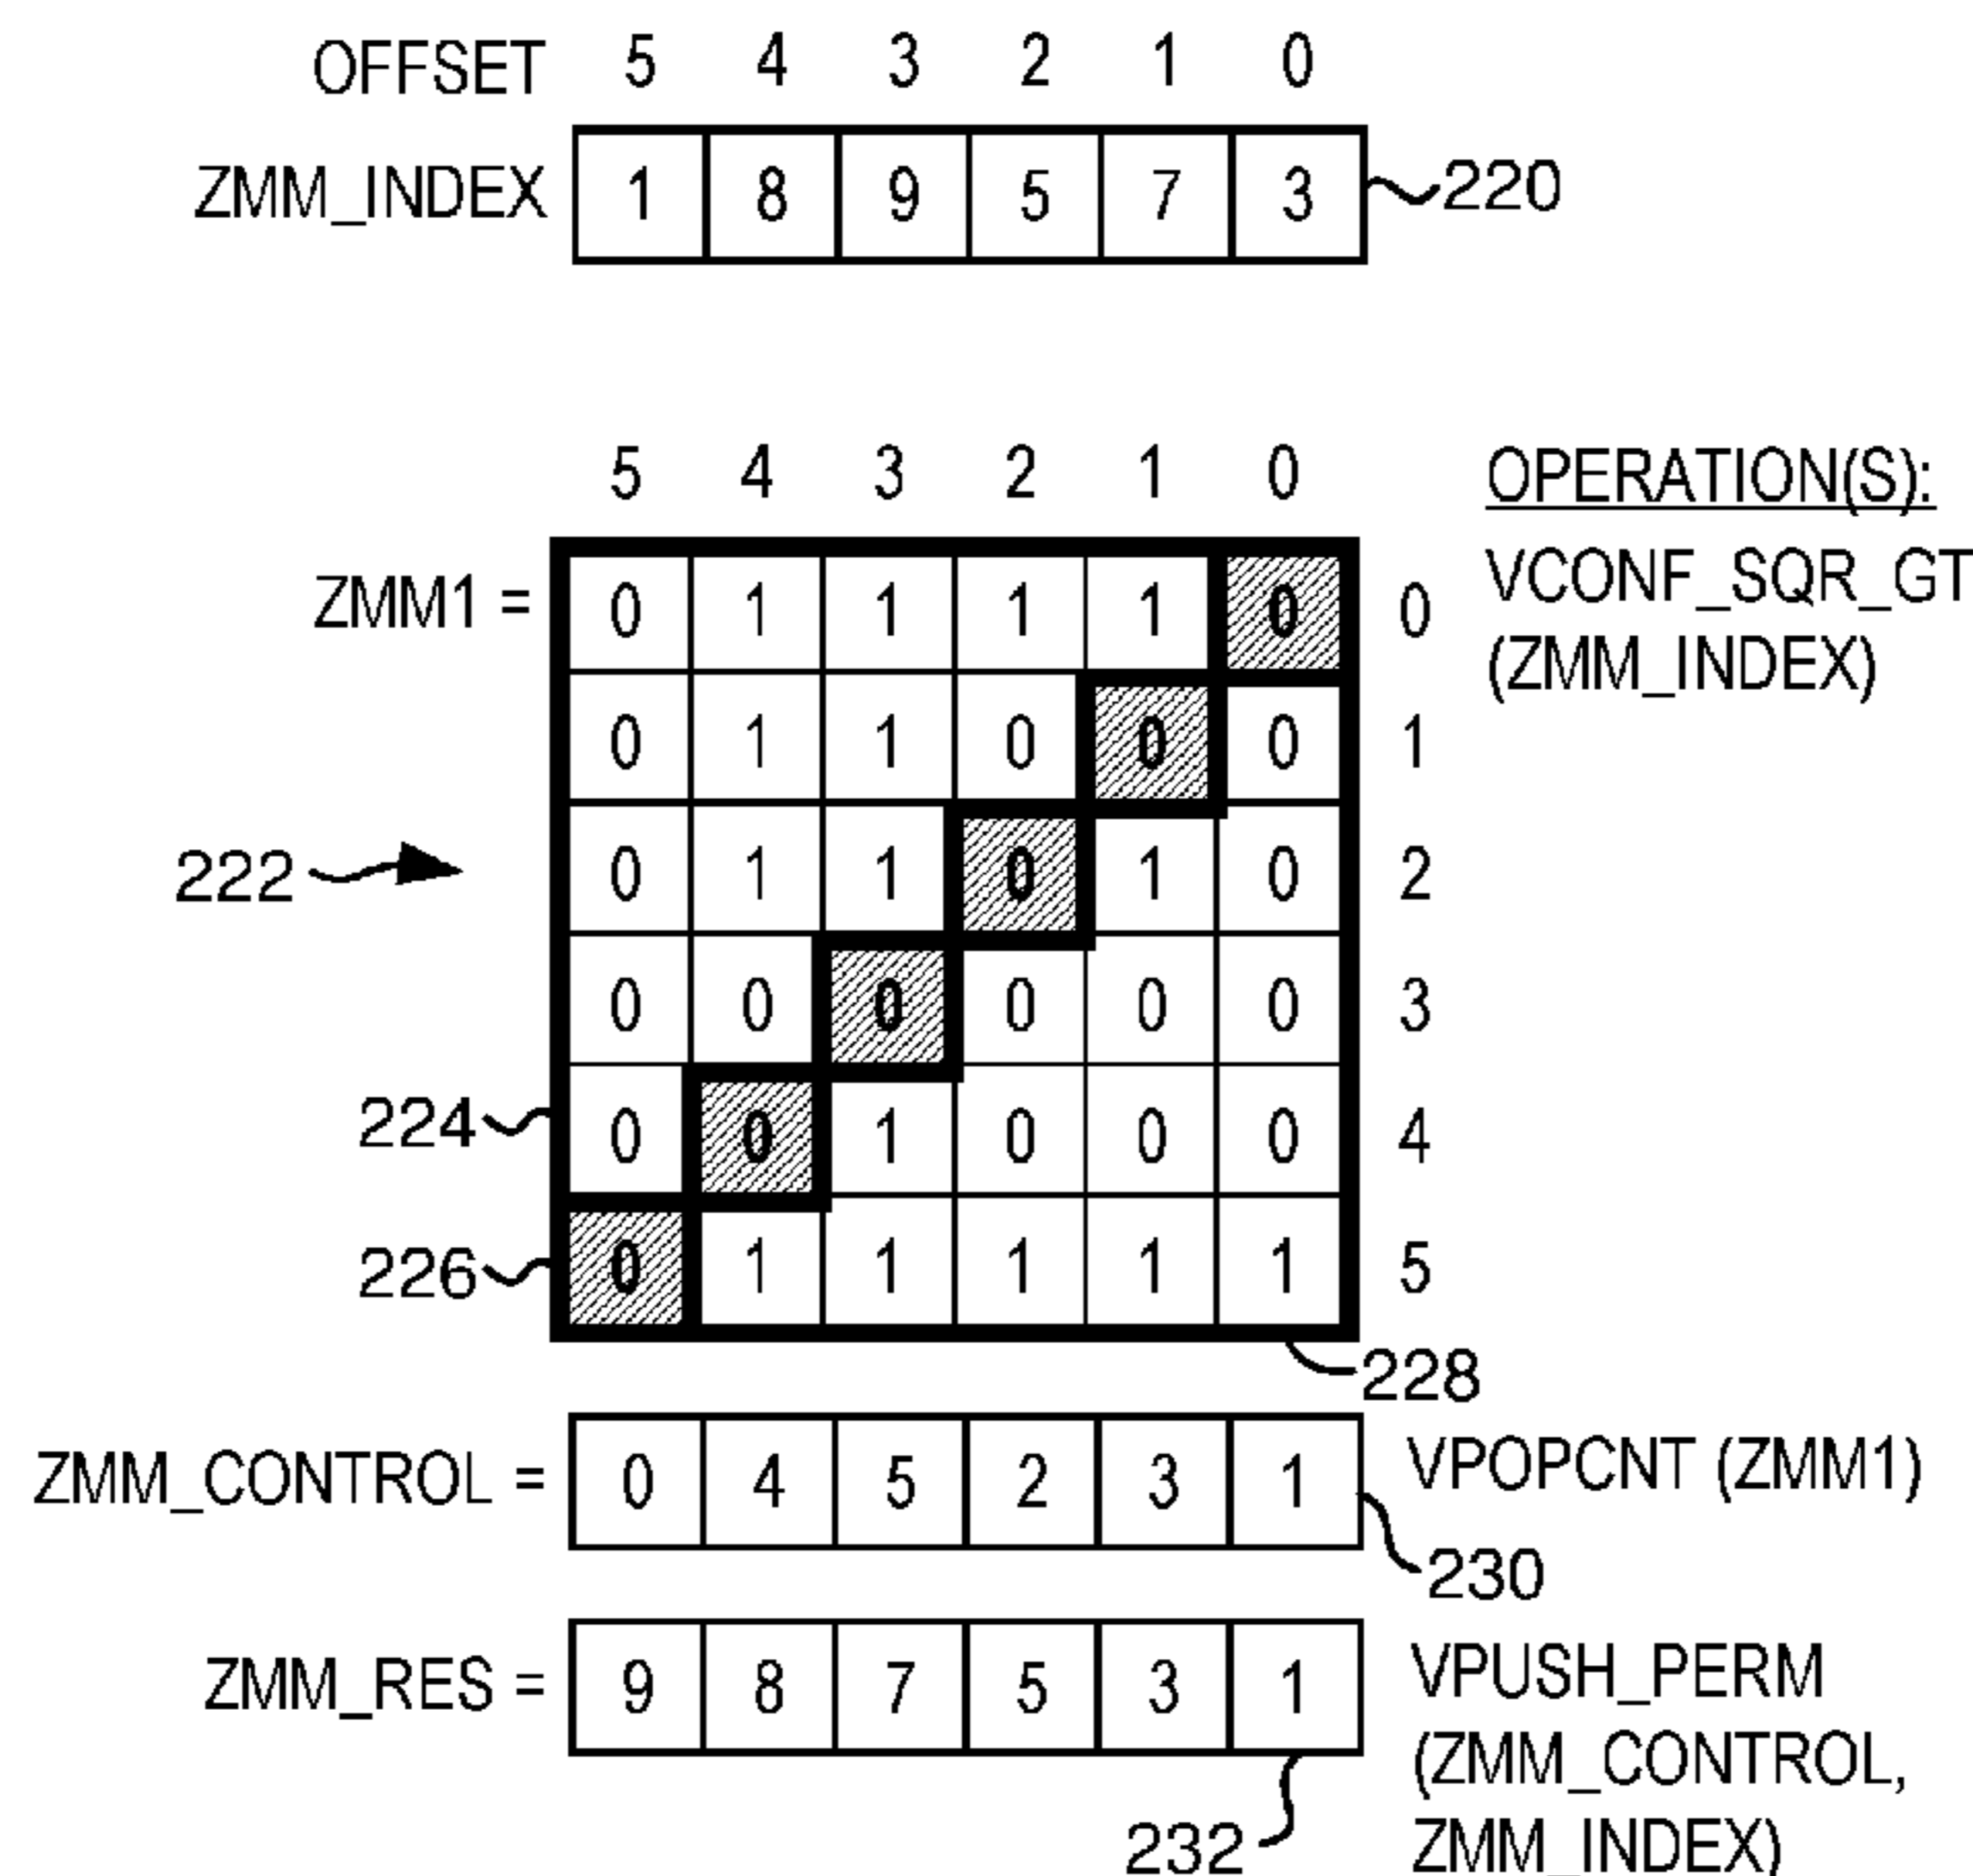 OFFSET 5 4 3 2 1 0
ZMM_INDEX 1 8 9 5 7 3 220
5 4 3 2 1 0 OPERATION(S):
ZMM1 = 0 1 1 1 1 0 0 VCONF_SQR_GT
(ZMM_INDEX)
0 1 1 0 0 0 1
222 0 1 1 0 1 0 2
0 0 0 0 0 0 3
224 0 0 1 0 0 0 4
226 0 1 1 1 1 1 5
228
ZMM_CONTROL = 0 4 5 2 3 1 VPOPCNT (ZMM1)
230
ZMM_RES = 9 8 7 5 3 1 VPUSH_PERM
(ZMM_CONTROL,
232 ZMM_INDEX)